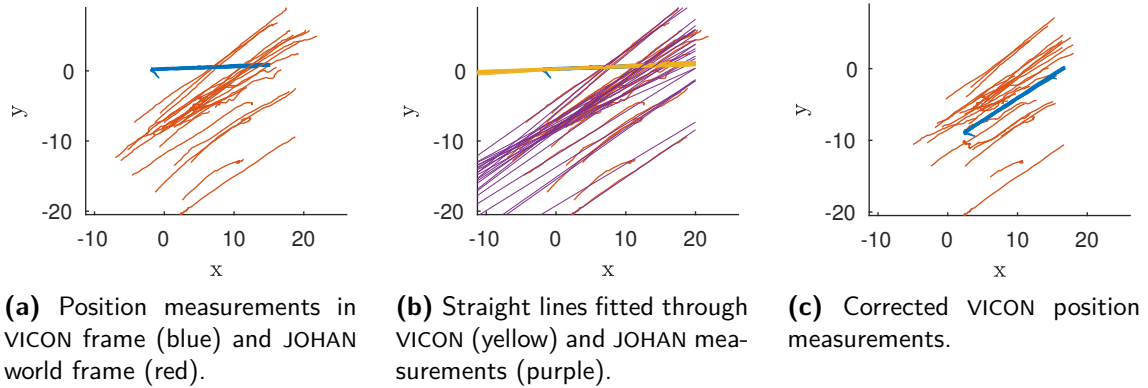 0
-10
-20
y
-10
0
10
20
x
0
-10
-20
y
-10
0
10
20
x
0
-10
-20
y
-10
0
10
20
x
(a) Position measurements in
VICON frame (blue) and JOHAN
world frame (red).
(b) Straight lines fitted through
VICON (yellow) and JOHAN mea-
surements (purple).
(c) Corrected VICON position
measurements.